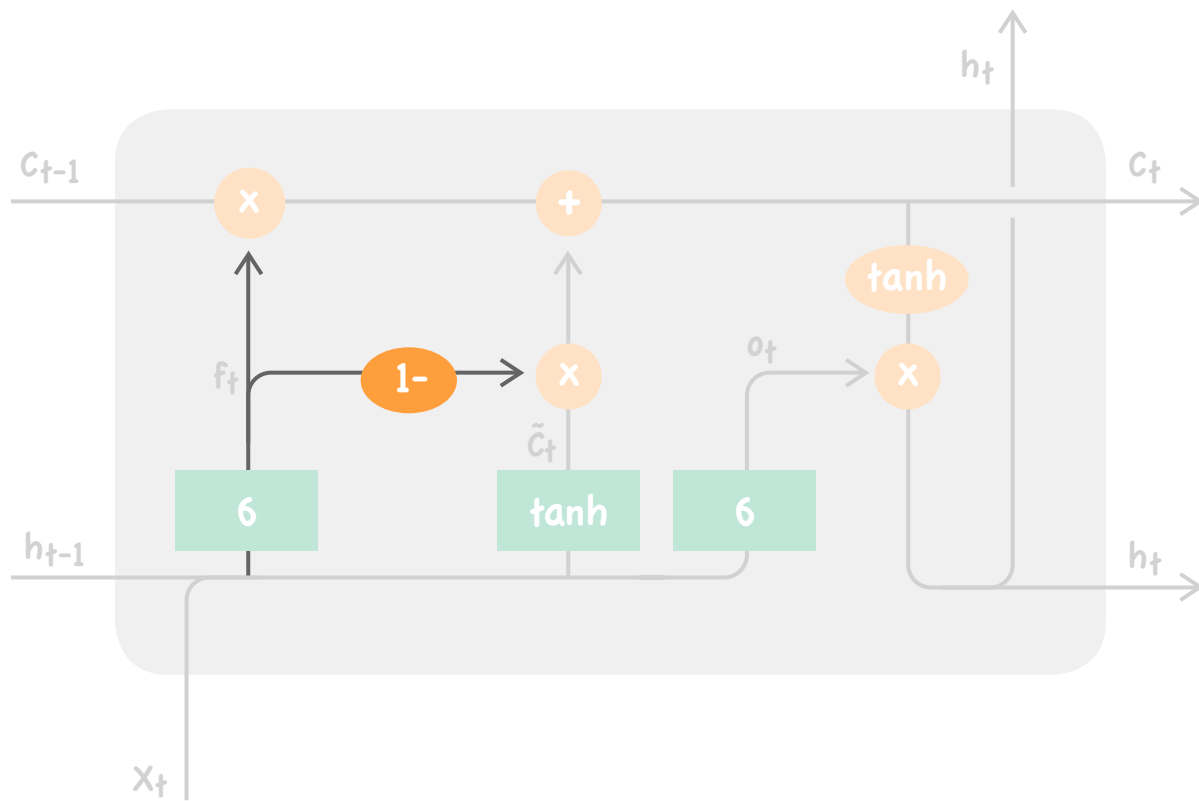 hₜ
Cₜ₋₁
Cₜ
x
+
tanh
fₜ
1-
x
oₜ
x
C̃ₜ
6
tanh
6
hₜ₋₁
hₜ
xₜ